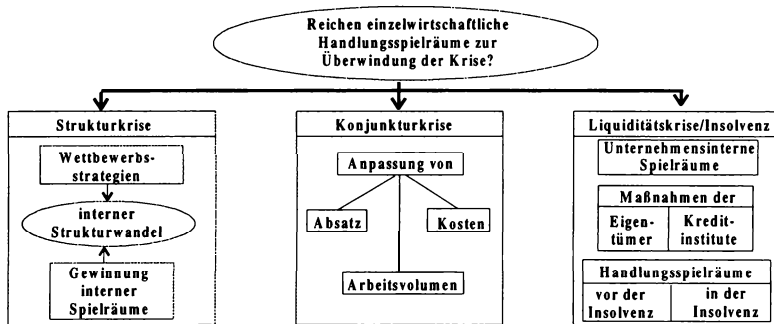 Reichen einzelwirtschaftliche
Handlungsspielräume zur
Überwindung der Krise?
Strukturkrise
Wettbewerbs-
strategien
interner
Strukturwandel
Gewinnung
interner
Spielräume
Konjunkturkrise
Anpassung von
Absatz
Kosten
Arbeitsvolumen
Liquiditätskrise/Insolvenz
Unternehmensinterne
Spielräume
Maßnahmen der
Eigen-
tümer
Kredit-
institute
Handlungsspielräume
vor der
Insolvenz
in der
Insolvenz